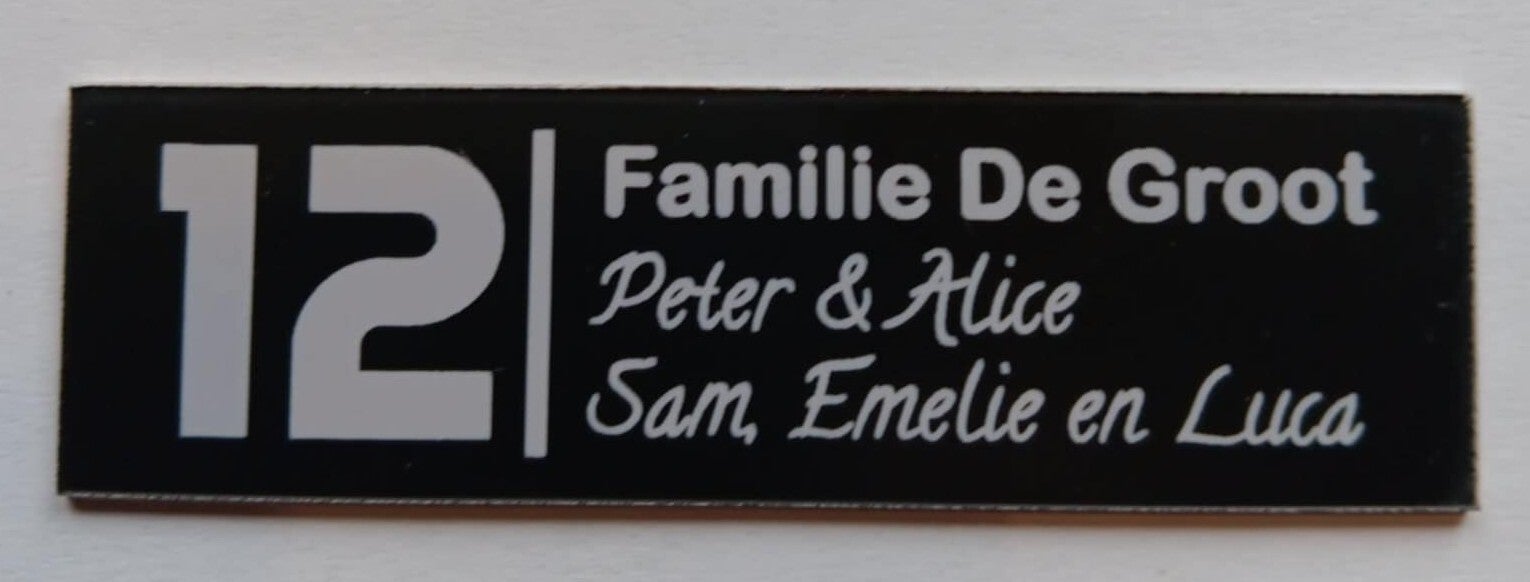 12
Familie De Groot
Peter & Alice
Sam, Emelie en Luca